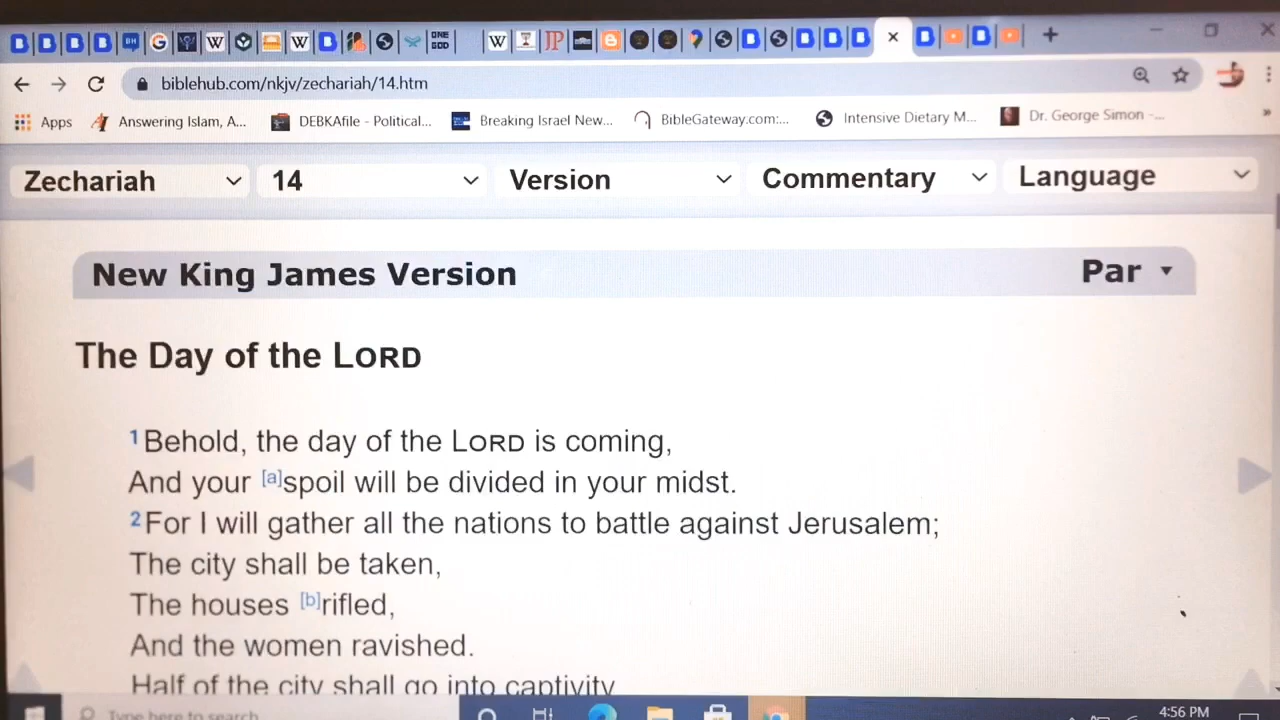 ONE
GOD
biblehub.com/nkjv/zechariah/14.htm
Apps Answering Islam, A... DEBKAfile - Political... Breaking Israel New... BibleGateway.com:... Intensive Dietary M... Dr. George Simon -... »
Zechariah 14 Version Commentary Language
New King James Version Par ▼
The Day of the LORD
1 Behold, the day of the LORD is coming,
And your [a]spoil will be divided in your midst.
2 For I will gather all the nations to battle against Jerusalem;
The city shall be taken,
The houses [b]rifled,
And the women ravished.
Half of the city shall go into captivity
Type here to search
4:56 PM